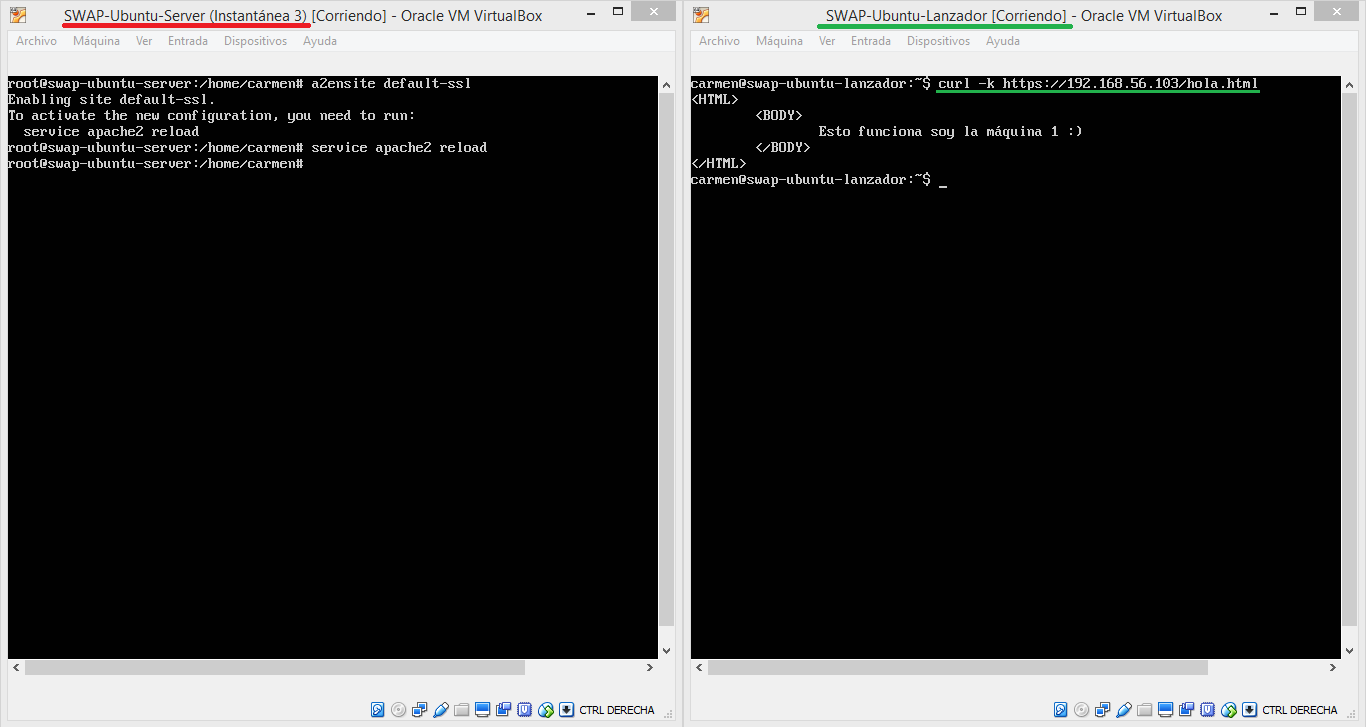 SWAP-Ubuntu-Server (Instantánea 3) [Corriendo] - Oracle VM VirtualBox
Archivo Máquina Ver Entrada Dispositivos Ayuda
root@swap-ubuntu-server:/home/carmen# a2ensite default-ssl
Enabling site default-ssl.
To activate the new configuration, you need to run:
  service apache2 reload
root@swap-ubuntu-server:/home/carmen# service apache2 reload
root@swap-ubuntu-server:/home/carmen#
CTRL DERECHA
SWAP-Ubuntu-Lanzador [Corriendo] - Oracle VM VirtualBox
Archivo Máquina Ver Entrada Dispositivos Ayuda
carmen@swap-ubuntu-lanzador:~$ curl -k https://192.168.56.103/hola.html
<HTML>
        <BODY>
                Esto funciona soy la máquina 1 :)
        </BODY>
</HTML>
carmen@swap-ubuntu-lanzador:~$ _
CTRL DERECHA